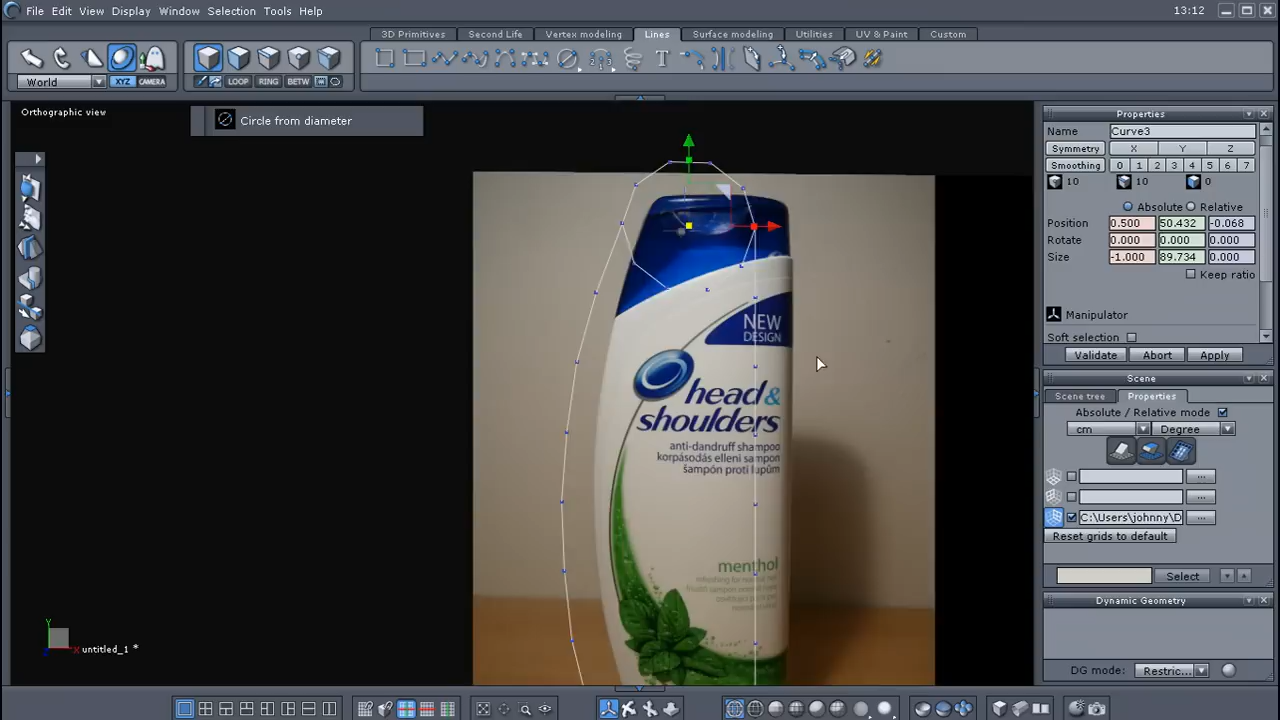 File Edit View Display Window Selection Tools Help 13:12
3D Primitives Second Life Vertex modeling Lines Surface modeling Utilities UV & Paint Custom
World XYZ CAMERA LOOP RING BETW
Orthographic view
Circle from diameter
Properties
Name Curve3
Symmetry X Y Z
Smoothing 0 1 2 3 4 5 6 7
10 10 0
Absolute Relative
Position 0.500 50.432 -0.068
Rotate 0.000 0.000 0.000
Size -1.000 89.734 0.000
Keep ratio
Manipulator
Soft selection
Validate Abort Apply
Scene
Scene tree Properties
Absolute / Relative mode
cm Degree
...
...
C:\Users\johnny\D ...
Reset grids to default
Select
Dynamic Geometry
DG mode: Restric...
NEW
DESIGN
head &
shoulders
anti-dandruff shampoo
korpásodás elleni sampon
šampón proti lupům
menthol
Y
X
untitled_1 *